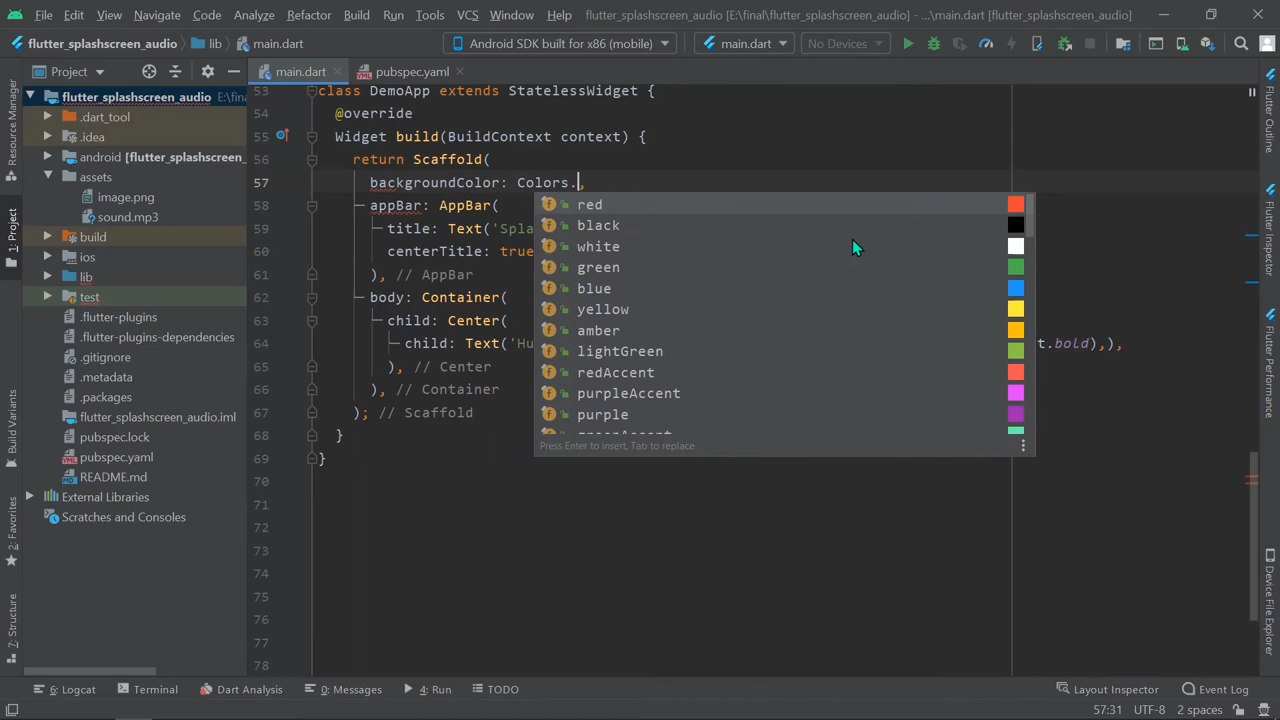 File Edit View Navigate Code Analyze Refactor Build Run Tools VCS Window Help flutter_splashscreen_audio [E:\final\flutter_splashscreen_audio] - ...\main.dart [flutter_splashscreen_audio]
flutter_splashscreen_audio lib main.dart Android SDK built for x86 (mobile) main.dart No Devices
Project main.dart pubspec.yaml
Resource Manager
1: Project
Build Variants
2: Favorites
7: Structure
flutter_splashscreen_audio E:\fina
.dart_tool
.idea
android [flutter_splashscreen_
assets
image.png
sound.mp3
build
ios
lib
test
.flutter-plugins
.flutter-plugins-dependencies
.gitignore
.metadata
.packages
flutter_splashscreen_audio.iml
pubspec.lock
pubspec.yaml
README.md
External Libraries
Scratches and Consoles
53 class DemoApp extends StatelessWidget {
54 @override
55 Widget build(BuildContext context) {
56 return Scaffold(
57 backgroundColor: Colors.,
58 appBar: AppBar(
59 title: Text('Spla
60 centerTitle: true
61 ), // AppBar
62 body: Container(
63 child: Center(
64 child: Text('Hu t.bold),),
65 ), // Center
66 ), // Container
67 ); // Scaffold
68 }
69 }
70
71
72
73
74
75
76
77
78
red
black
white
green
blue
yellow
amber
lightGreen
redAccent
purpleAccent
purple
Press Enter to insert, Tab to replace
Flutter Outline
Flutter Inspector
Flutter Performance
Device File Explorer
6: Logcat Terminal Dart Analysis 0: Messages 4: Run TODO Layout Inspector Event Log
57:31 UTF-8 2 spaces